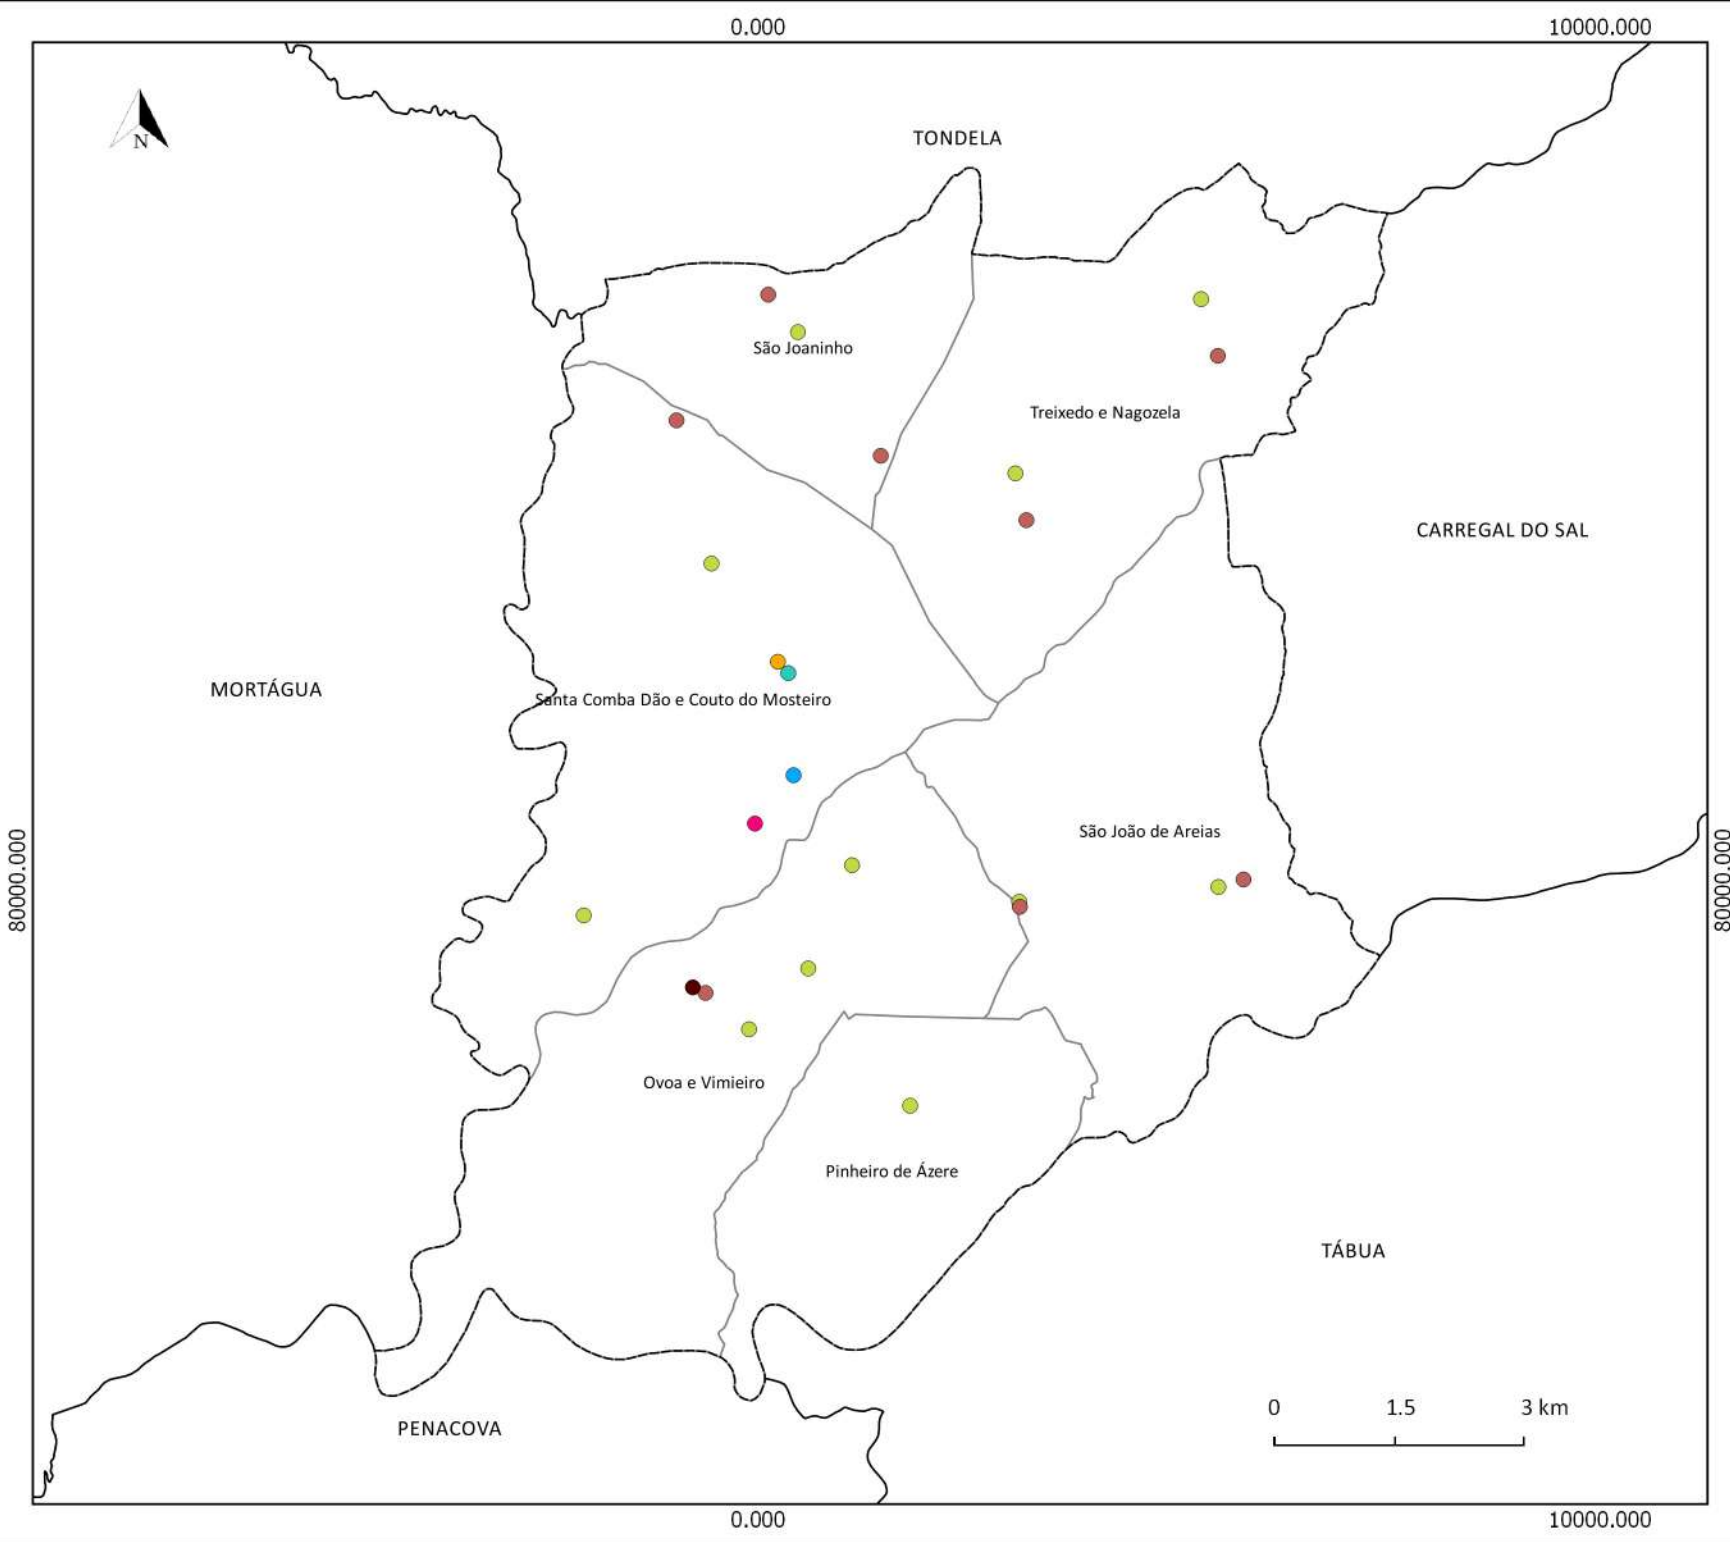 0.000
10000.000
N
TONDELA
São Joaninho
Treixedo e Nagozela
CARREGAL DO SAL
MORTÁGUA
Santa Comba Dão e Couto do Mosteiro
São João de Areias
80000.000
80000.000
Ovoa e Vimieiro
Pinheiro de Ázere
TÁBUA
0
1.5
3 km
PENACOVA
0.000
10000.000